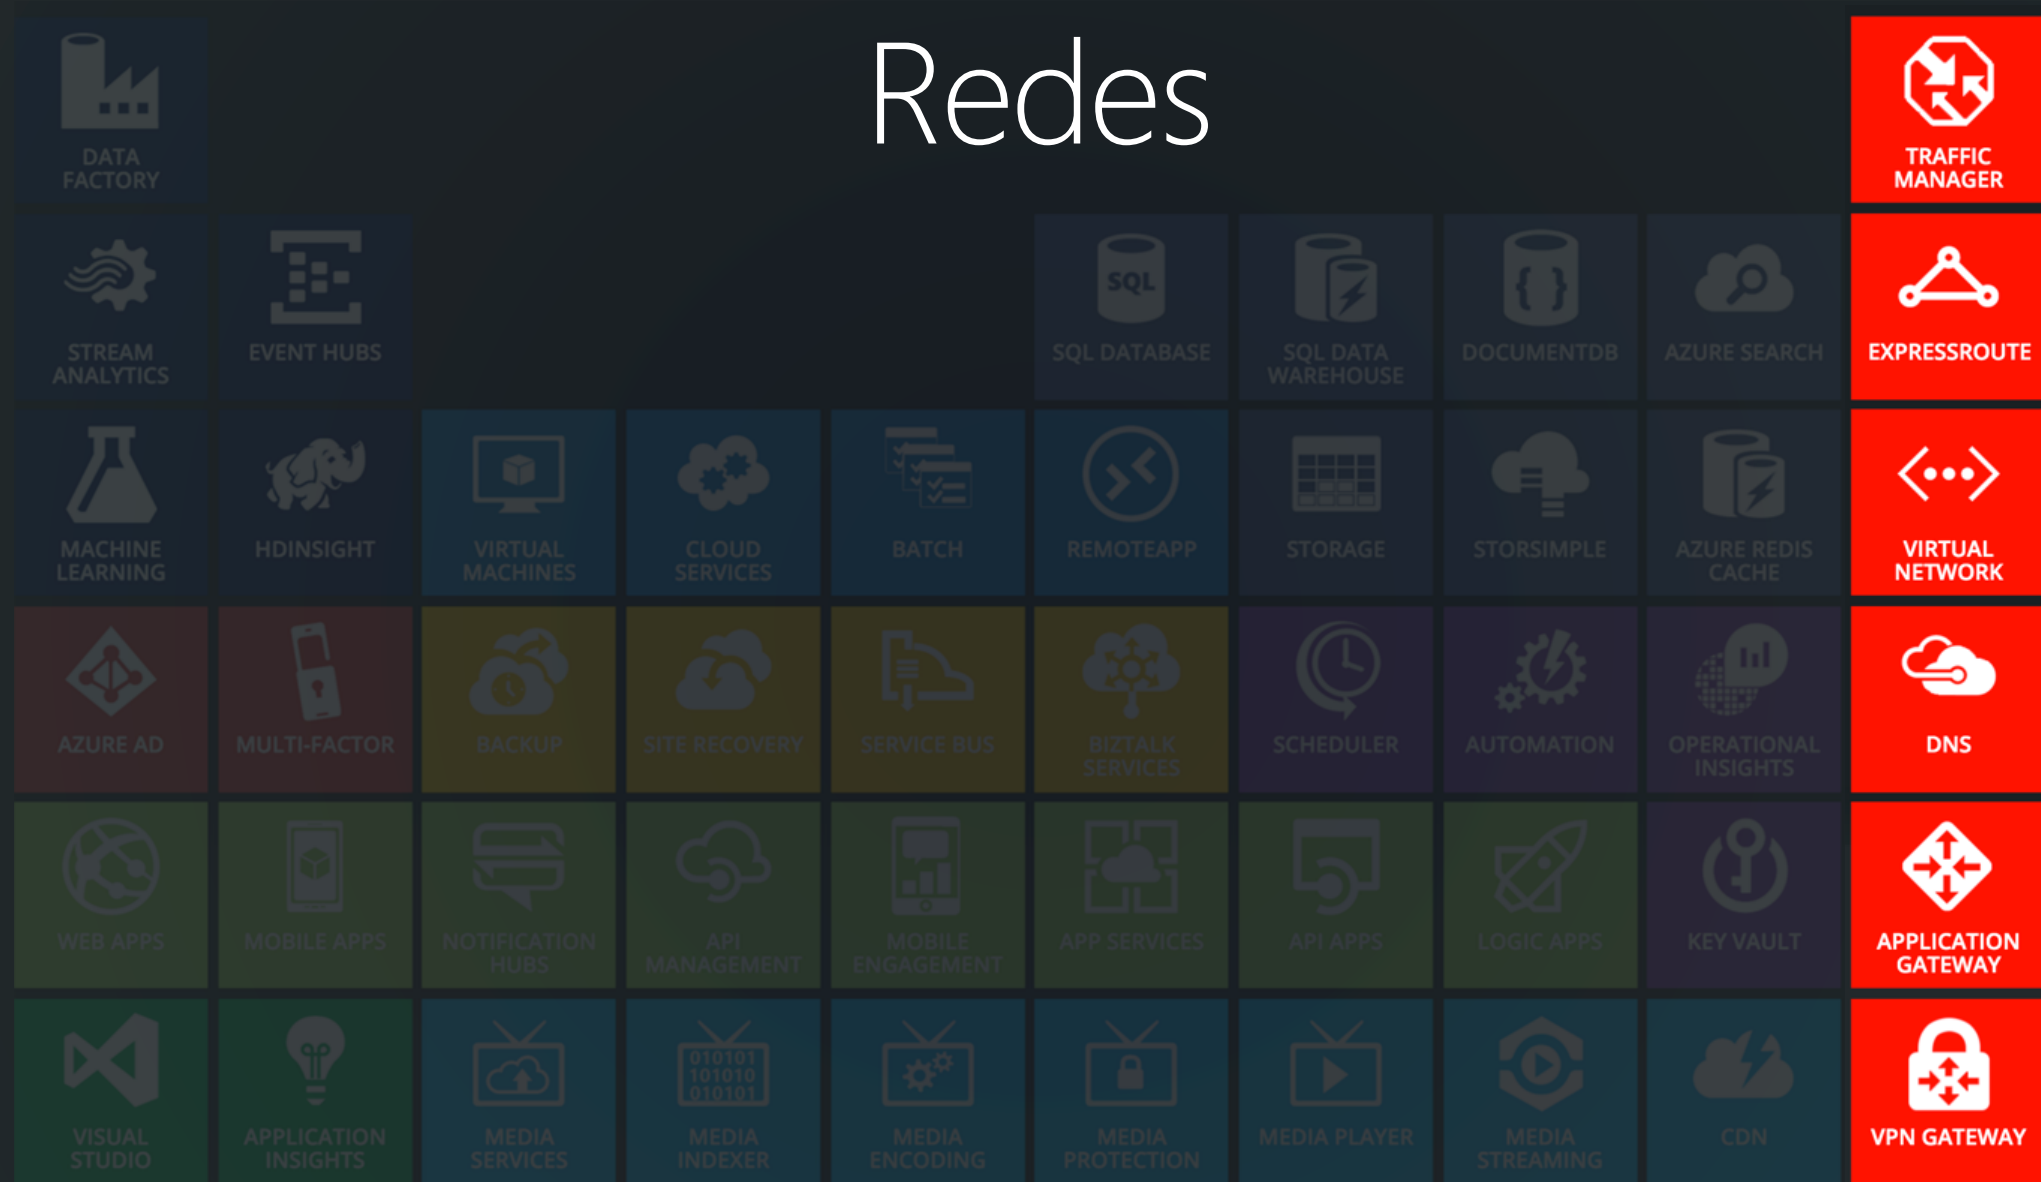 Redes
DATA
FACTORY
TRAFFIC
MANAGER
STREAM
ANALYTICS
EVENT HUBS
SQL
SQL DATABASE
SQL DATA
WAREHOUSE
DOCUMENTDB
AZURE SEARCH
EXPRESSROUTE
MACHINE
LEARNING
HDINSIGHT
VIRTUAL
MACHINES
CLOUD
SERVICES
BATCH
REMOTEAPP
STORAGE
STORSIMPLE
AZURE REDIS
CACHE
VIRTUAL
NETWORK
AZURE AD
MULTI-FACTOR
BACKUP
SITE RECOVERY
SERVICE BUS
BIZTALK
SERVICES
SCHEDULER
AUTOMATION
OPERATIONAL
INSIGHTS
DNS
WEB APPS
MOBILE APPS
NOTIFICATION
HUBS
API
MANAGEMENT
MOBILE
ENGAGEMENT
APP SERVICES
API APPS
LOGIC APPS
KEY VAULT
APPLICATION
GATEWAY
VISUAL
STUDIO
APPLICATION
INSIGHTS
MEDIA
SERVICES
010101
101010
010101
MEDIA
INDEXER
MEDIA
ENCODING
MEDIA
PROTECTION
MEDIA PLAYER
MEDIA
STREAMING
CDN
VPN GATEWAY